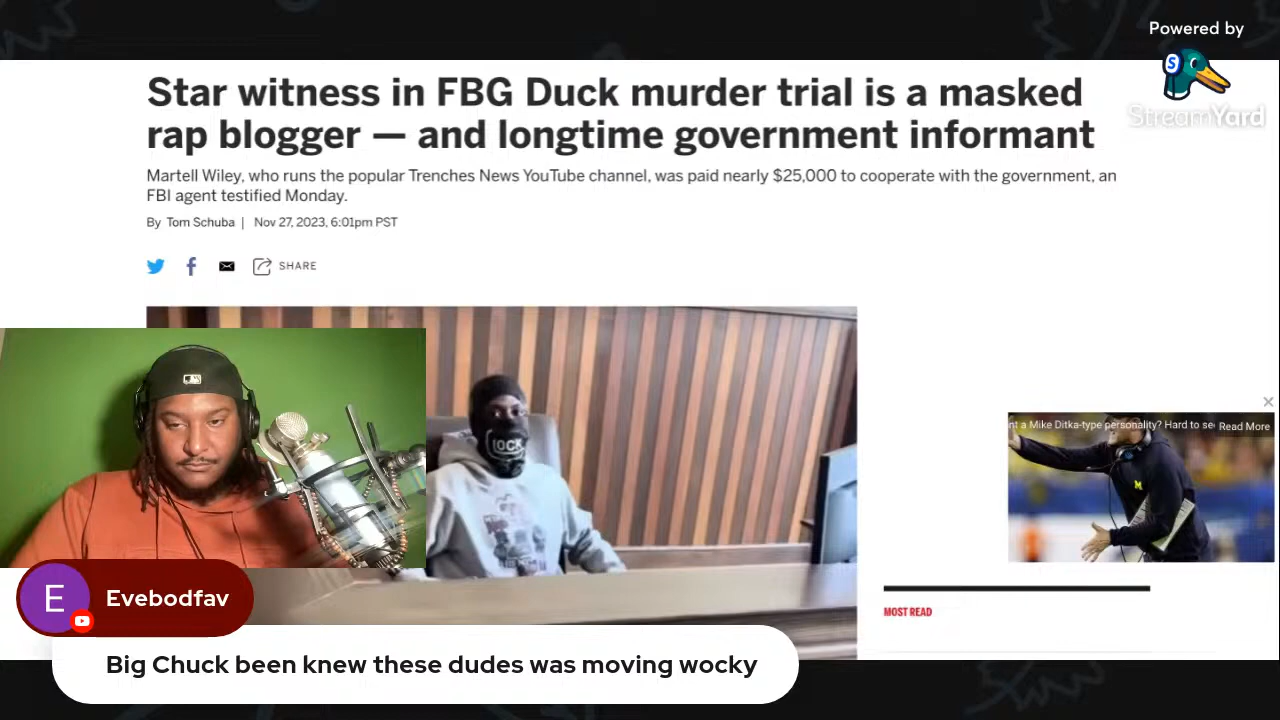 Powered by
StreamYard
Star witness in FBG Duck murder trial is a masked
rap blogger — and longtime government informant
Martell Wiley, who runs the popular Trenches News YouTube channel, was paid nearly $25,000 to cooperate with the government, an
FBI agent testified Monday.
By Tom Schuba | Nov 27, 2023, 6:01pm PST
SHARE
a Mike Ditka-type personality? Hard to Read More
M
MOST READ
E
Evebodfav
Big Chuck been knew these dudes was moving wocky